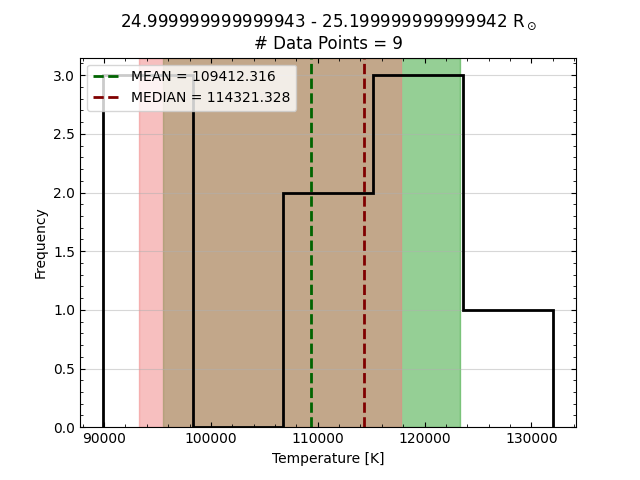 24.999999999999943 - 25.199999999999942 R⊙
# Data Points = 9
MEAN = 109412.316
MEDIAN = 114321.328
3.0
2.5
2.0
1.5
1.0
0.5
0.0
Frequency
90000 100000 110000 120000 130000
Temperature [K]